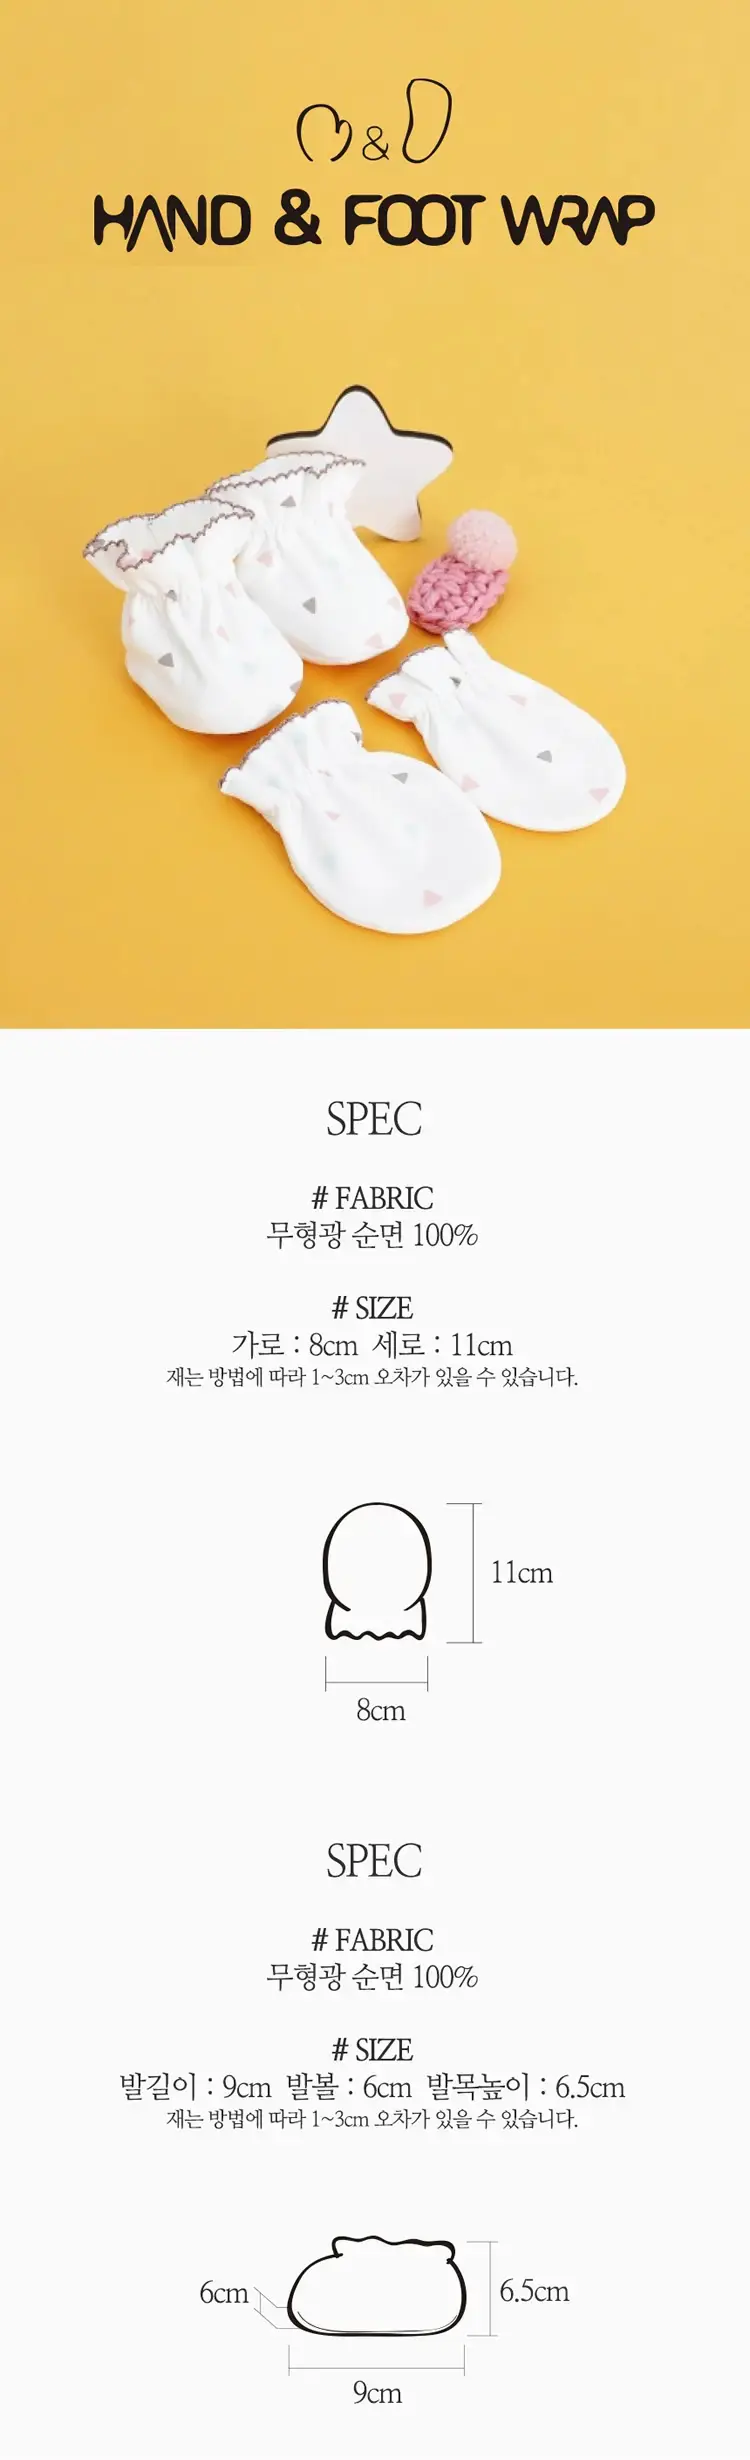 &
HAND & FOOT WRAP
SPEC
# FABRIC
무형광 순면 100%
# SIZE
가로 : 8cm 세로 : 11cm
재는 방법에 따라 1~3cm 오차가 있을 수 있습니다.
11cm
8cm
SPEC
# FABRIC
무형광 순면 100%
# SIZE
발길이 : 9cm 발볼 : 6cm 발목높이 : 6.5cm
재는 방법에 따라 1~3cm 오차가 있을 수 있습니다.
6cm
6.5cm
9cm